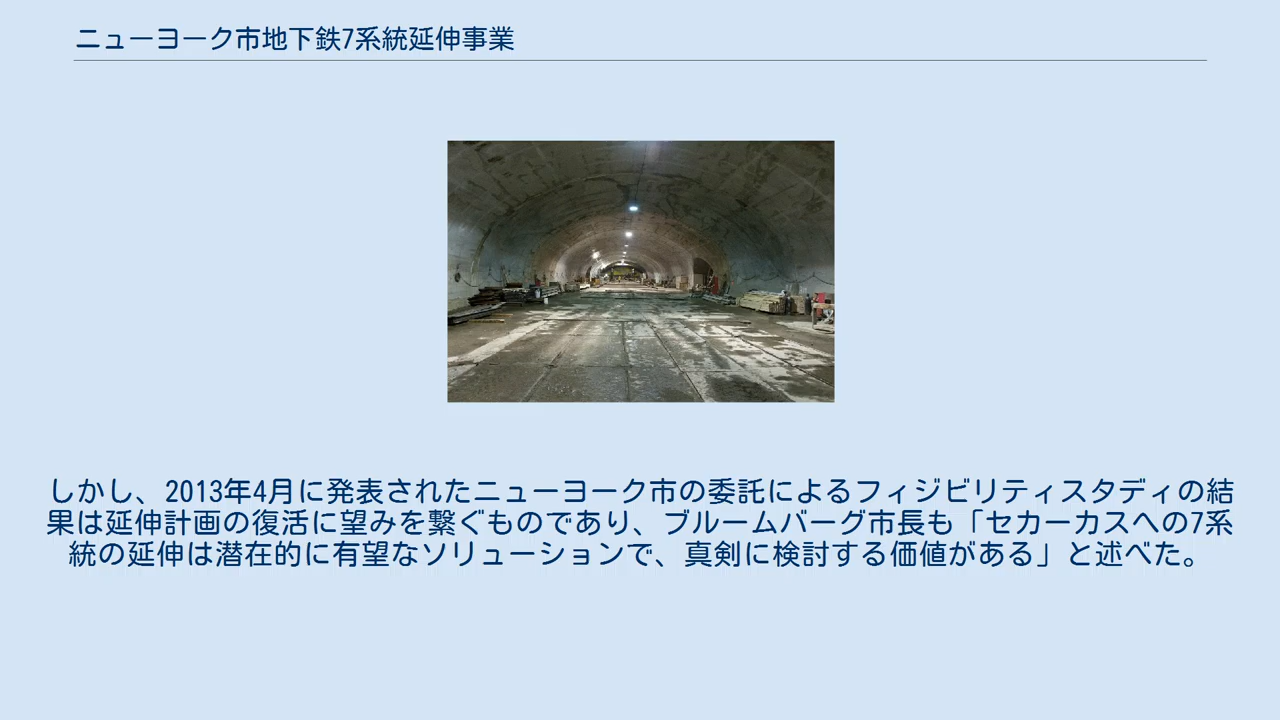 ニューヨーク市地下鉄7系統延伸事業
しかし、2013年4月に発表されたニューヨーク市の委託によるフィジビリティスタディの結
果は延伸計画の復活に望みを繋ぐものであり、ブルームバーグ市長も「セカーカスへの7系
統の延伸は潜在的に有望なソリューションで、真剣に検討する価値がある」と述べた。